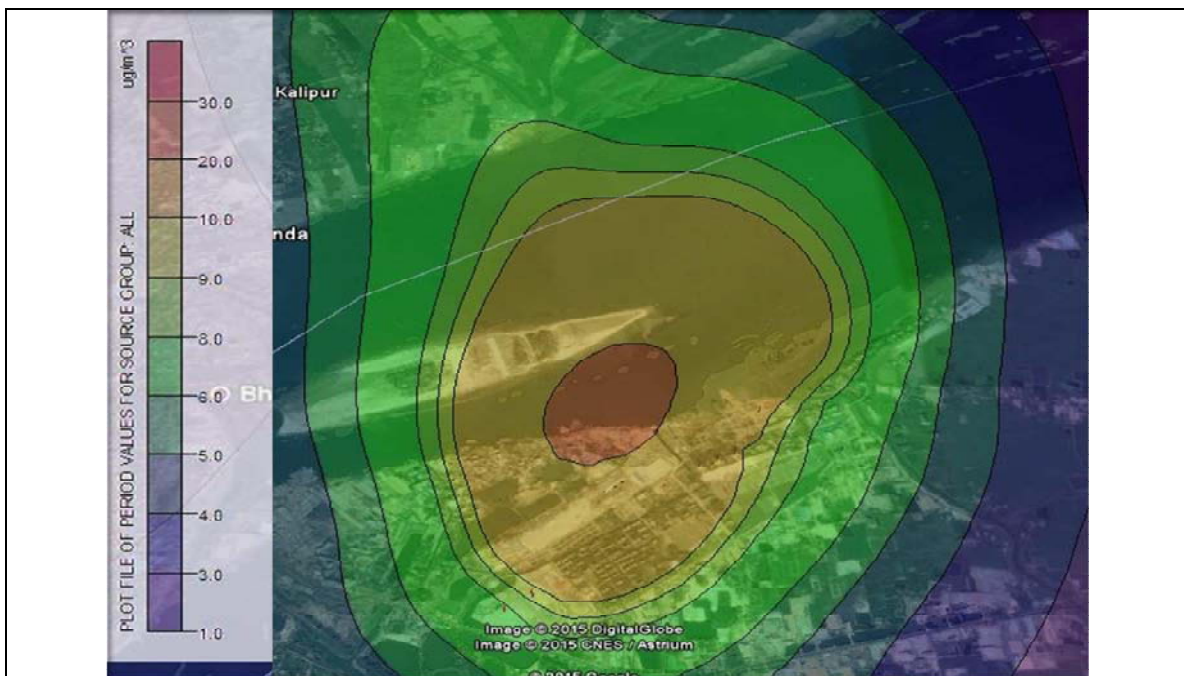 ug/m^3
PLOT FILE OF PERIOD VALUES FOR SOURCE GROUP: ALL
30.0
20.0
10.0
9.0
8.0
6.0
5.0
4.0
3.0
1.0
Kalipur
nda
Bh
Image © 2015 DigitalGlobe
Image © 2015 CNES / Astrium
© 2015 Google